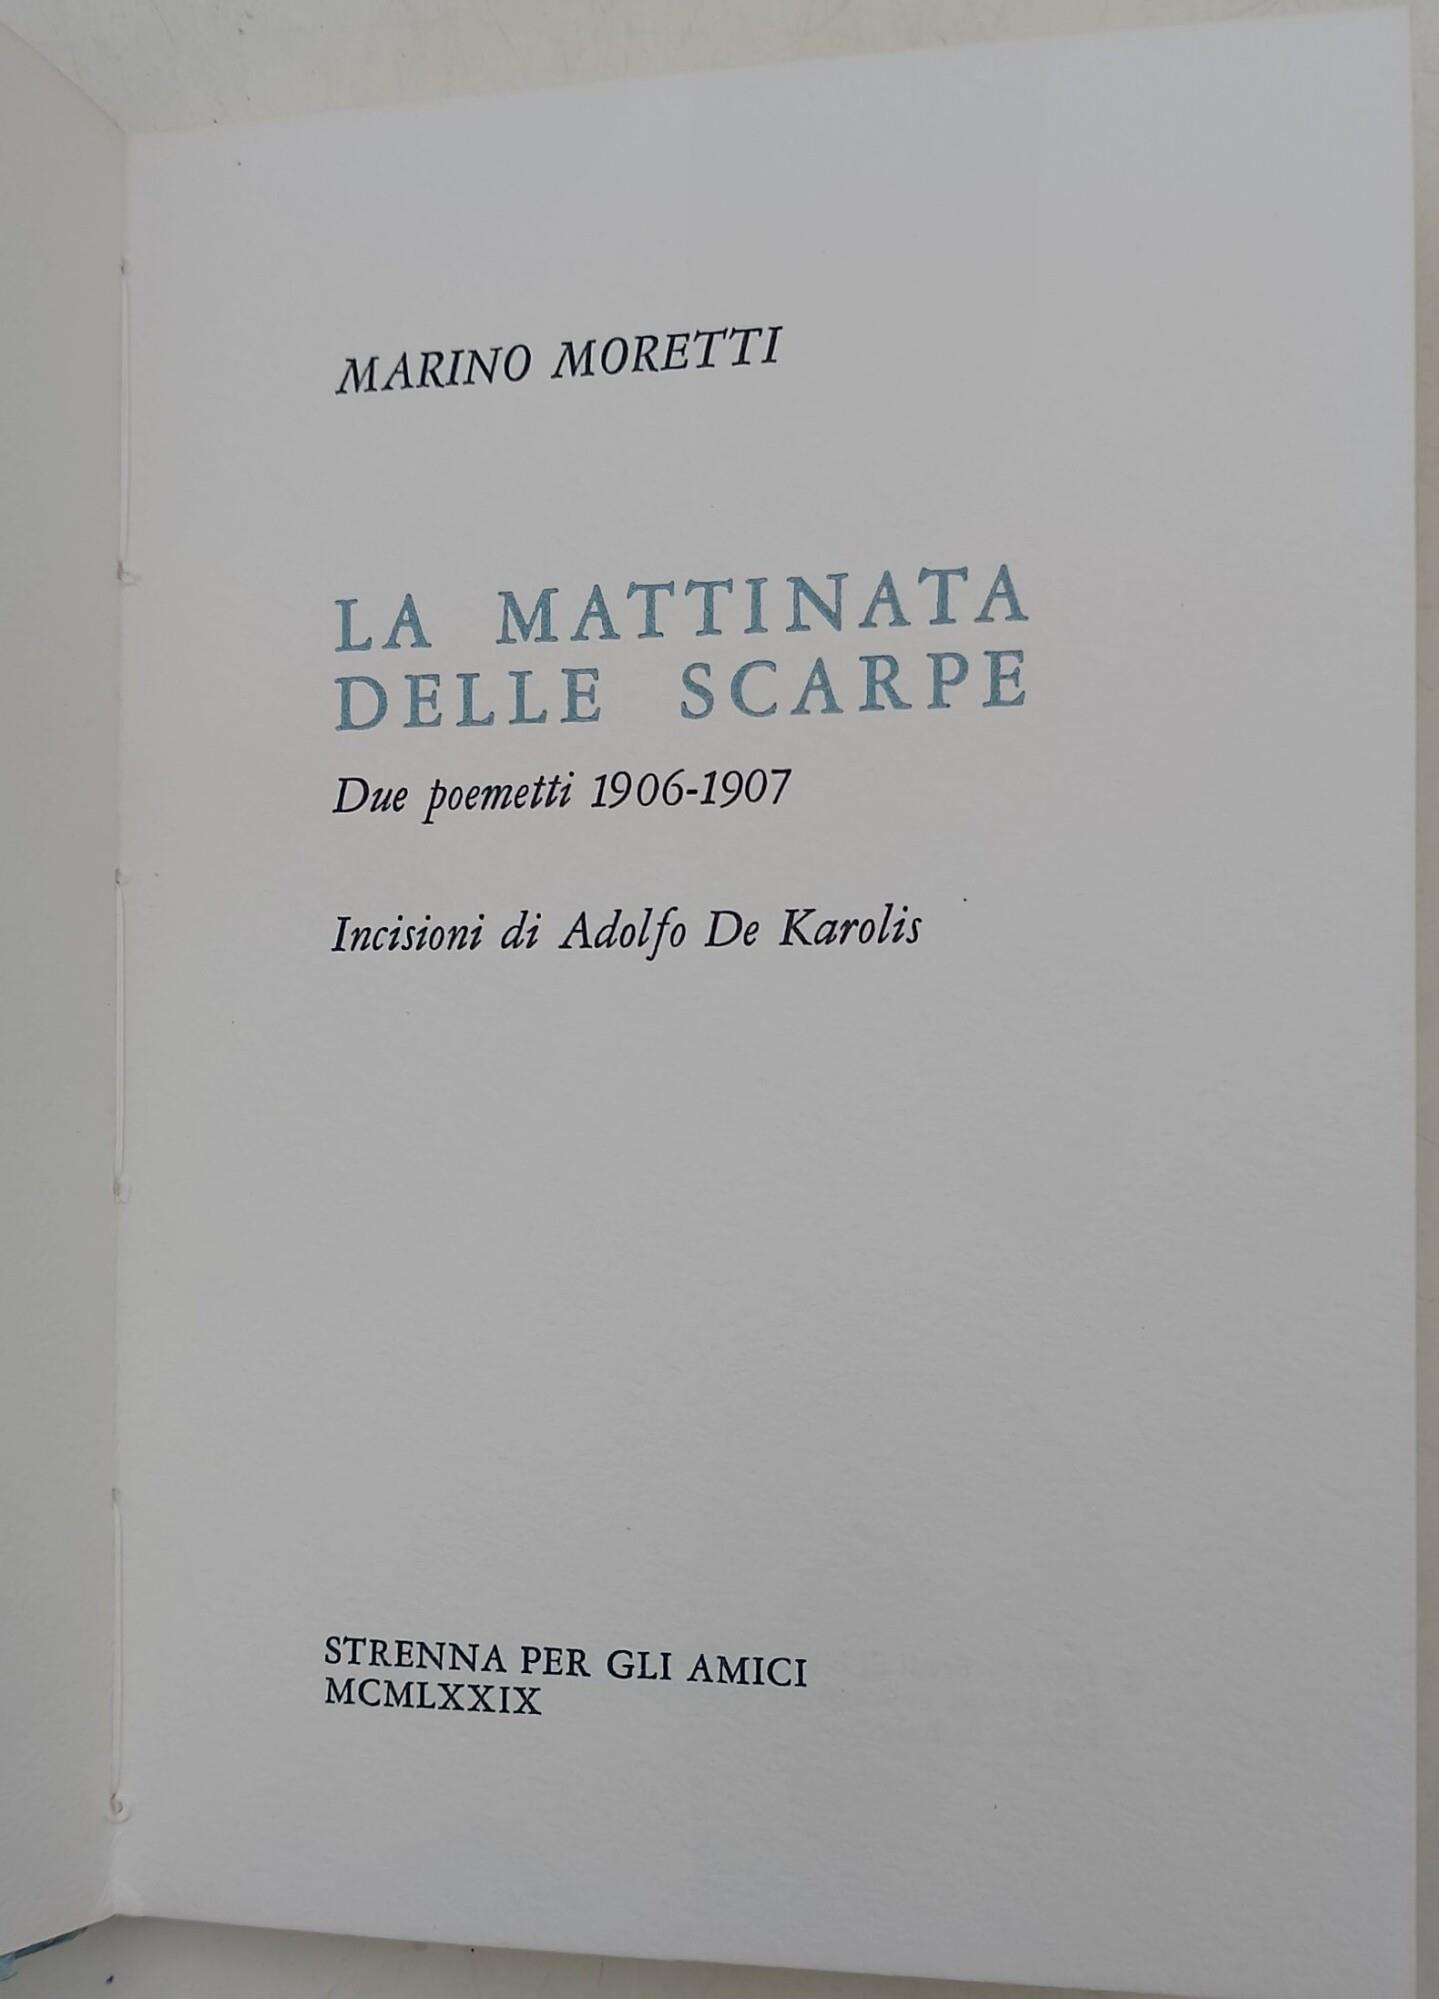 MARINO MORETTI
LA MATTINATA
DELLE SCARPE
Due poemetti 1906-1907
Incisioni di Adolfo De Karolis
STRENNA PER GLI AMICI
MCMLXXIX